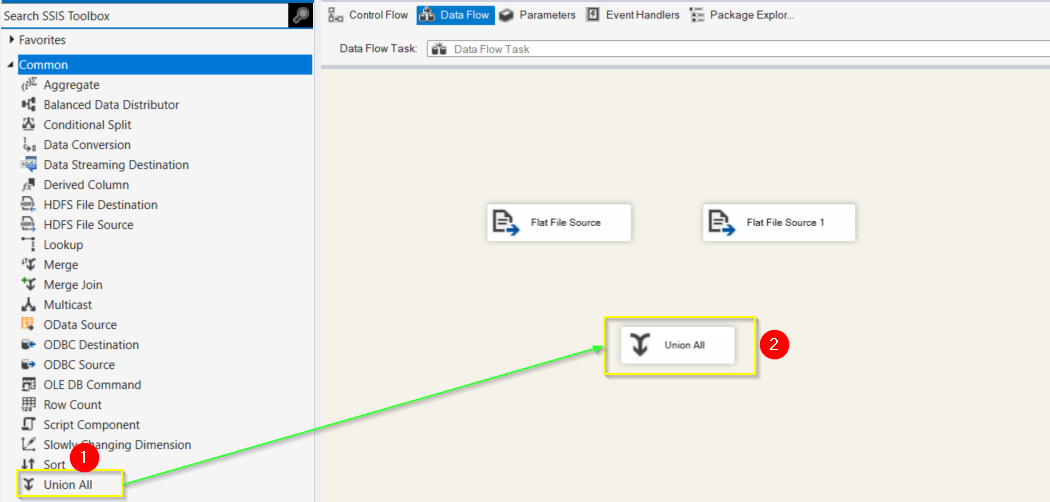 Search SSIS Toolbox
Favorites
Common
Aggregate
Balanced Data Distributor
Conditional Split
Data Conversion
Data Streaming Destination
Derived Column
HDFS File Destination
HDFS File Source
Lookup
Merge
Merge Join
Multicast
OData Source
ODBC Destination
ODBC Source
OLE DB Command
Row Count
Script Component
Slowly Changing Dimension
Sort
1
Union All
Control Flow
Data Flow
Parameters
Event Handlers
Package Explor...
Data Flow Task:
Data Flow Task
Flat File Source
Flat File Source 1
Union All
2